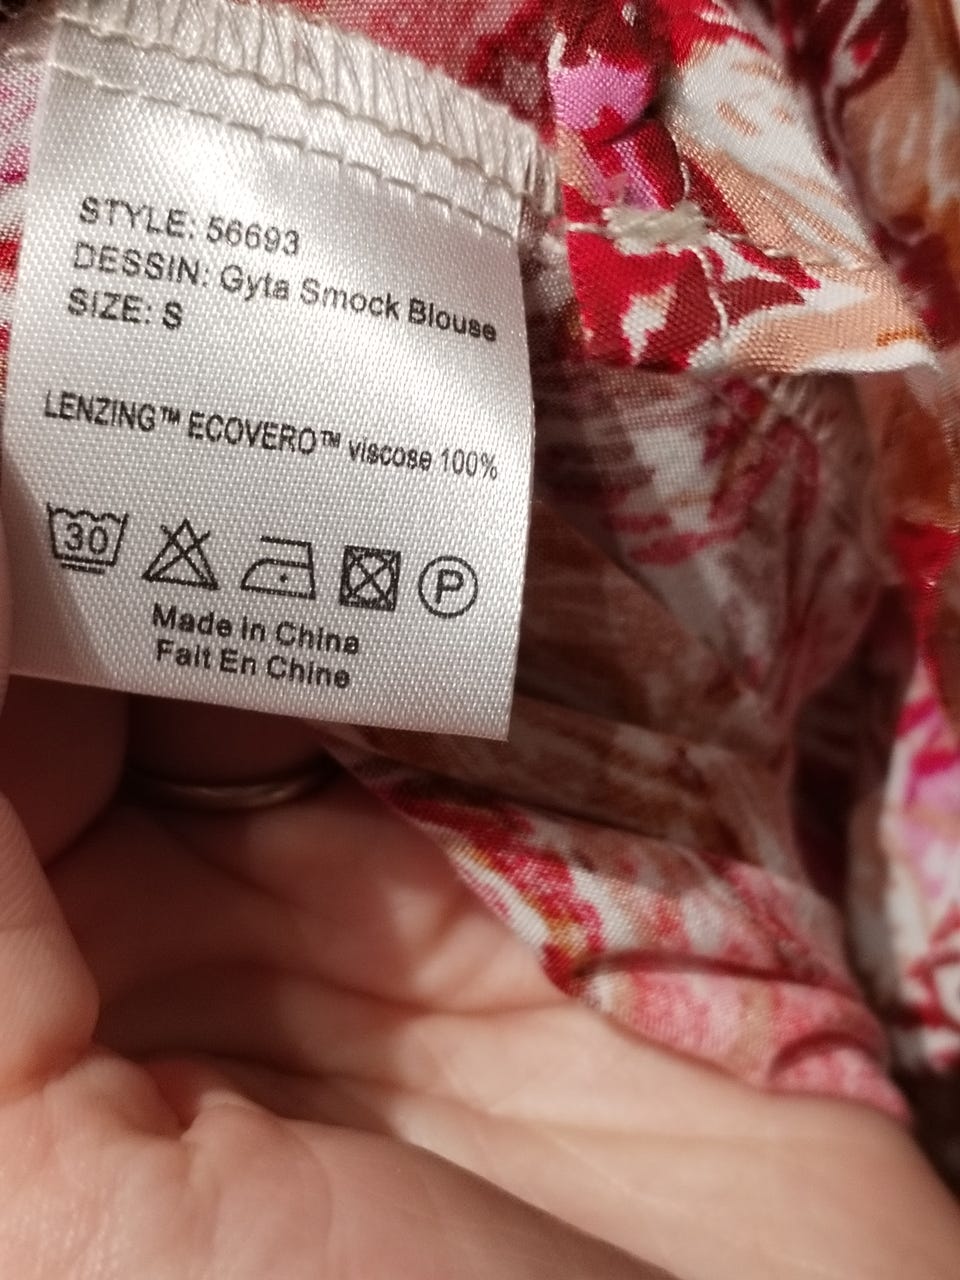 STYLE: 56693
DESSIN: Gyta Smock Blouse
SIZE: S
LENZING™ ECOVERO™ viscose 100%
30
P
Made in China
Fait En Chine